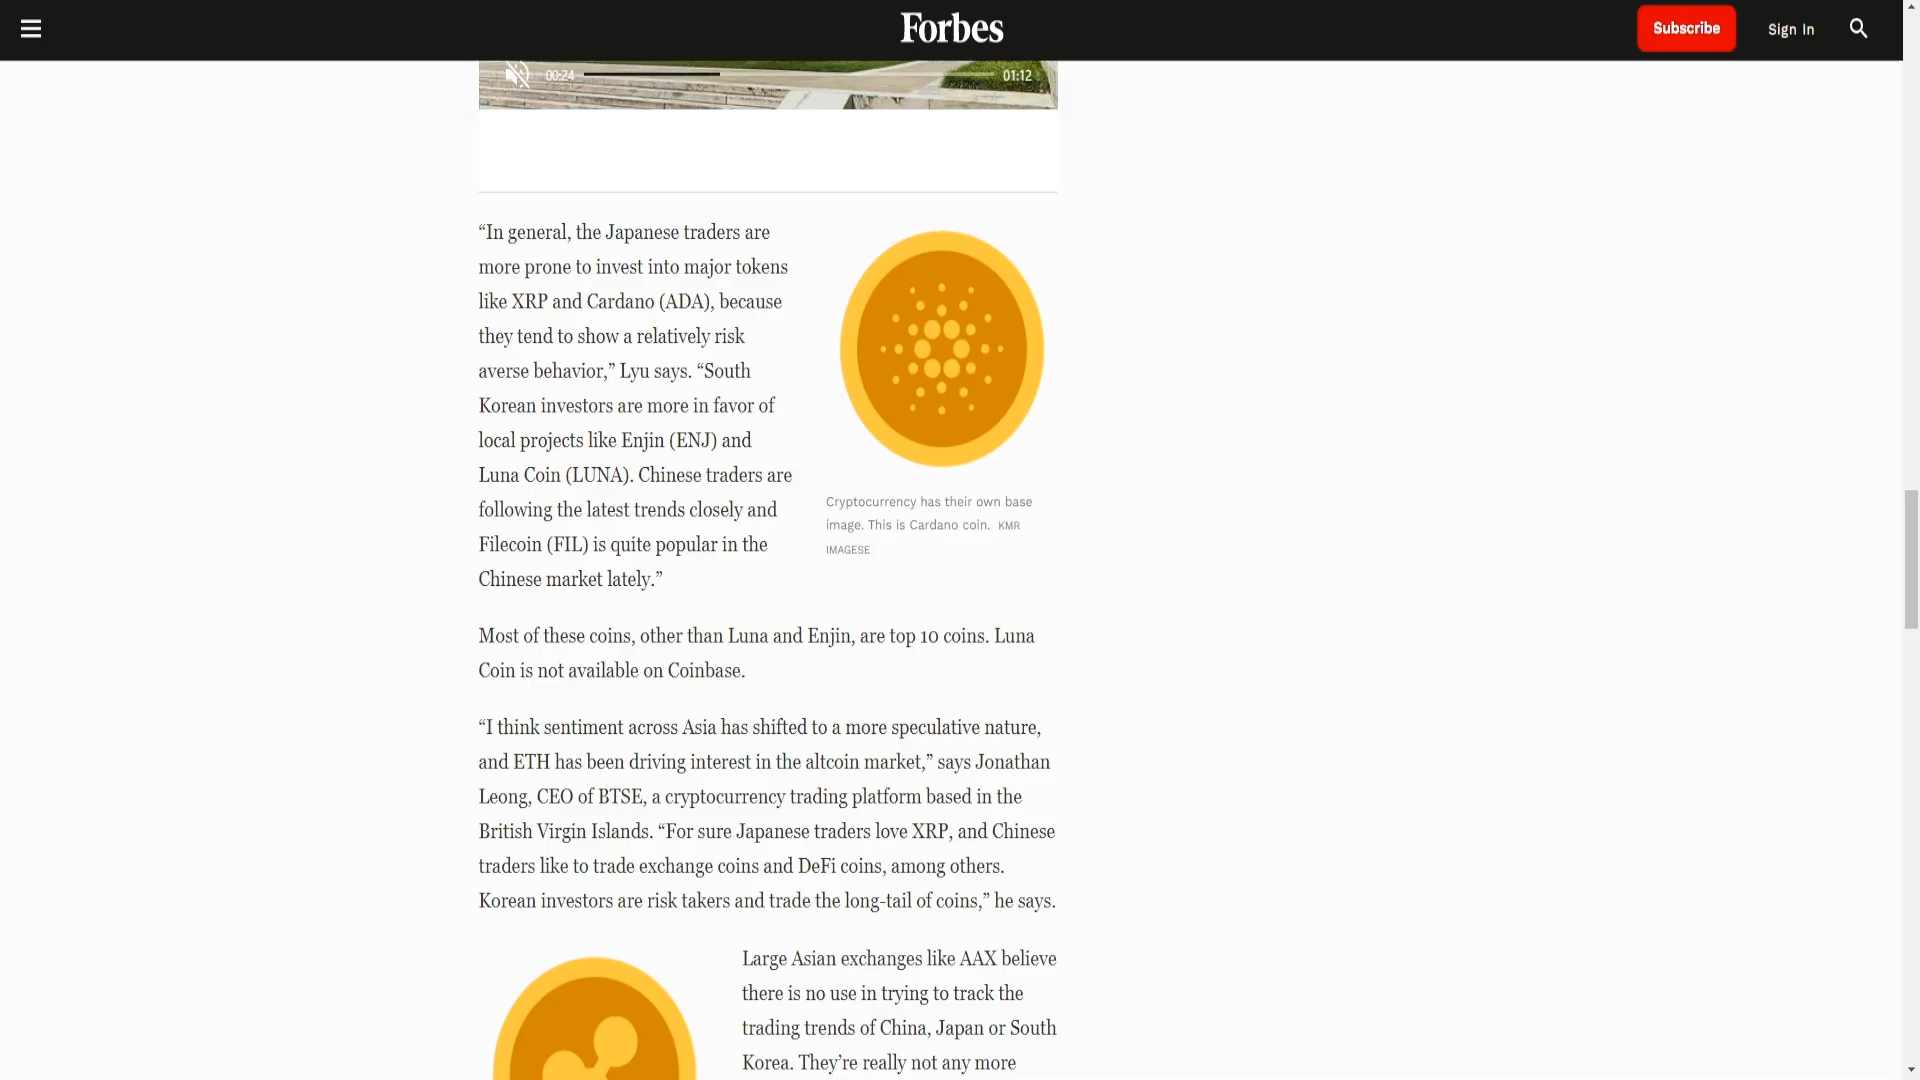 Forbes
Subscribe
Sign In
00:24
01:12
“In general, the Japanese traders are
more prone to invest into major tokens
like XRP and Cardano (ADA), because
they tend to show a relatively risk
averse behavior,” Lyu says. “South
Korean investors are more in favor of
local projects like Enjin (ENJ) and
Luna Coin (LUNA). Chinese traders are
following the latest trends closely and
Filecoin (FIL) is quite popular in the
Chinese market lately.”
Cryptocurrency has their own base
image. This is Cardano coin. KMR
IMAGESE
Most of these coins, other than Luna and Enjin, are top 10 coins. Luna
Coin is not available on Coinbase.
“I think sentiment across Asia has shifted to a more speculative nature,
and ETH has been driving interest in the altcoin market,” says Jonathan
Leong, CEO of BTSE, a cryptocurrency trading platform based in the
British Virgin Islands. “For sure Japanese traders love XRP, and Chinese
traders like to trade exchange coins and DeFi coins, among others.
Korean investors are risk takers and trade the long-tail of coins,” he says.
Large Asian exchanges like AAX believe
there is no use in trying to track the
trading trends of China, Japan or South
Korea. They’re really not any more